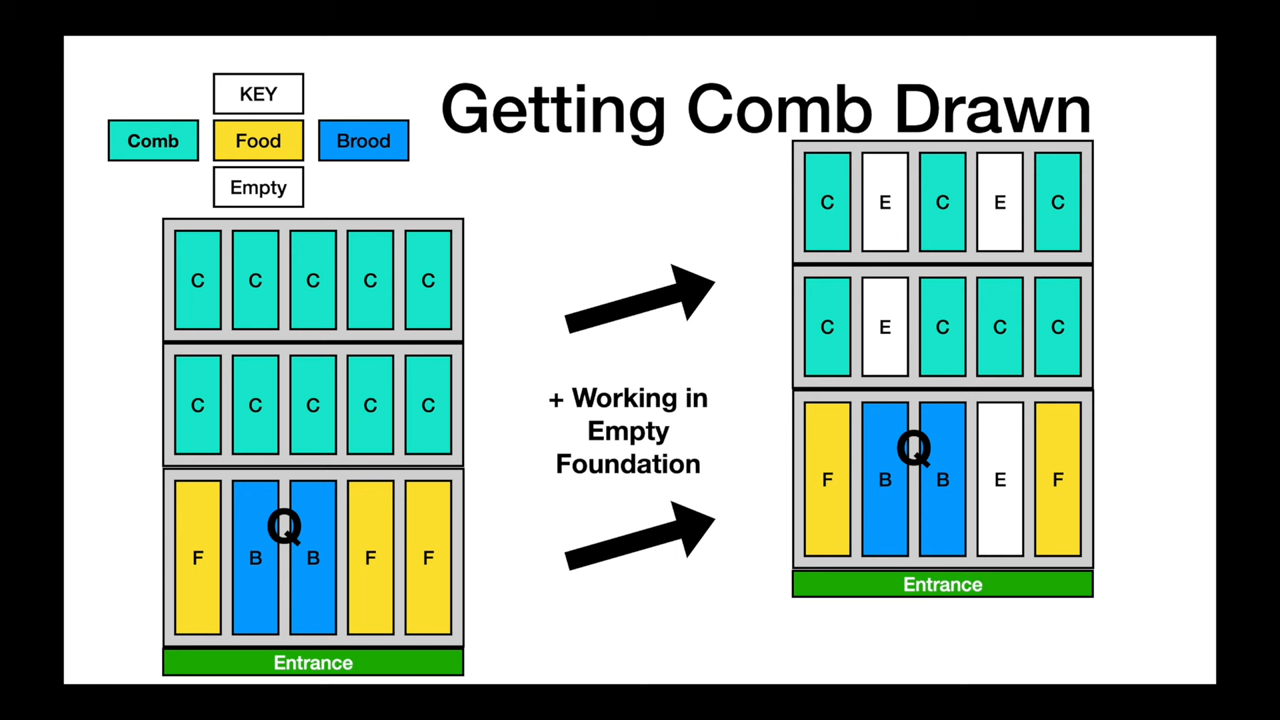 Getting Comb Drawn
KEY
Comb Food Brood
Empty
C C C C C
C C C C C
Q
F B B F F
Entrance
+ Working in
Empty
Foundation
C E C E C
C E C C C
Q
F B B E F
Entrance